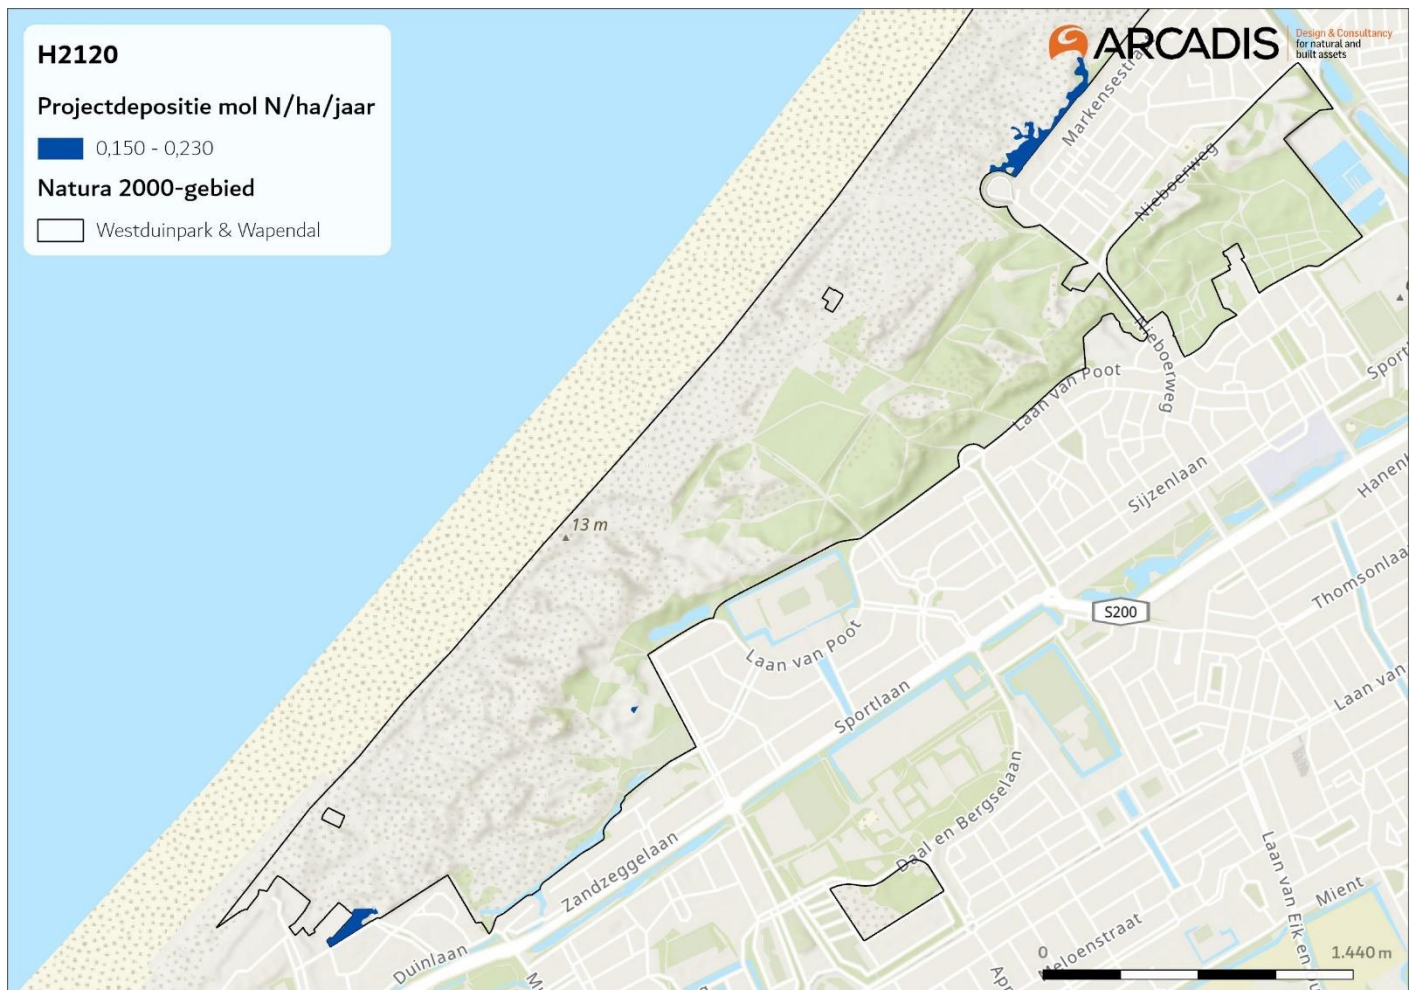 H2120
Projectdepositie mol N/ha/jaar
0,150 - 0,230
Natura 2000-gebied
Westduinpark & Wapendal
ARCADIS
Design & Consultancy
for natural and
built assets
Markensestra
Nieboerweg
Nieboerweg
Laan van Poot
Sport
Sijzenlaan
Hanen
13 m
Thomsonlaa
S200
Laan van Poot
Laan van
Sportlaan
Daal en Bergselaan
Zandzeggelaan
Laan van Eik en
Mient
Meloenstraat
Duinlaan
0
1.440 m